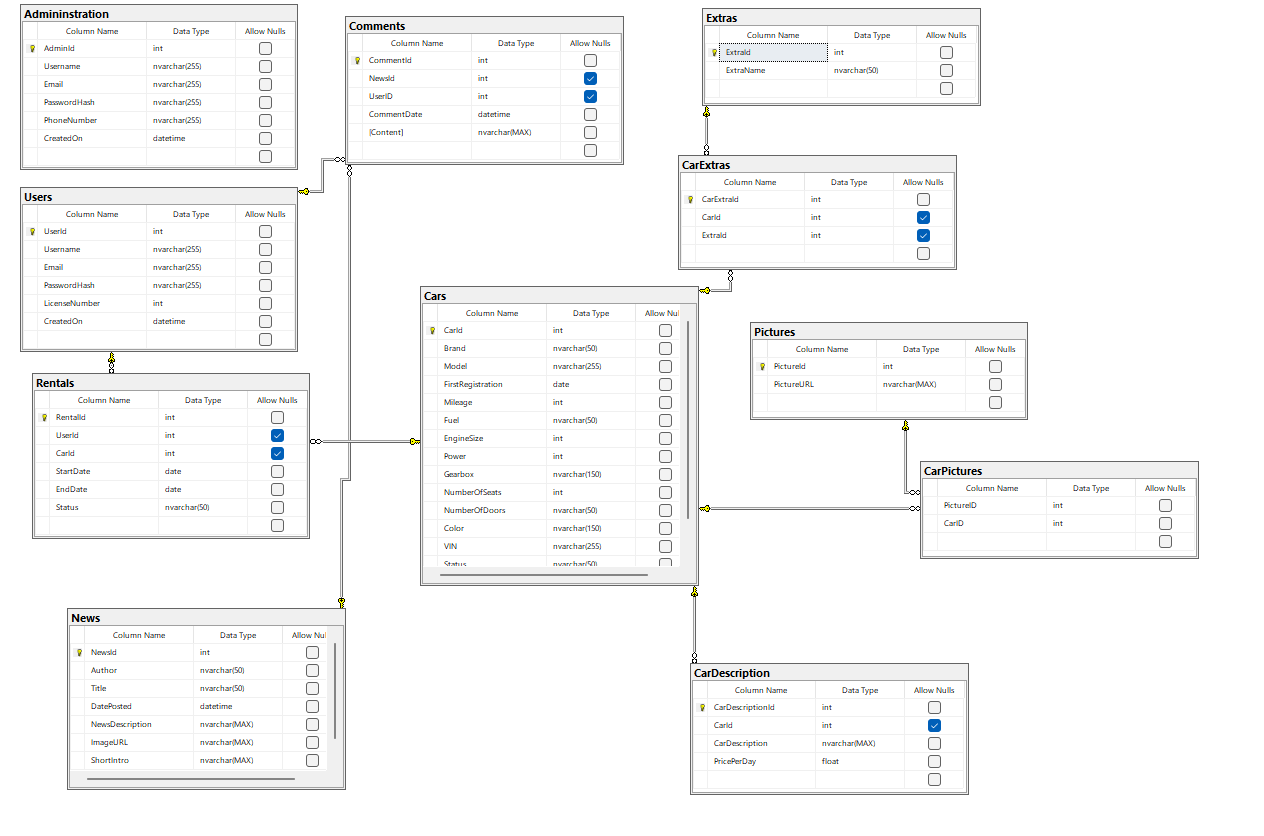 Admininstration
Column Name Data Type Allow Nulls
AdminId int
Username nvarchar(255)
Email nvarchar(255)
PasswordHash nvarchar(255)
PhoneNumber nvarchar(255)
CreatedOn datetime
Comments
Column Name Data Type Allow Nulls
CommentId int
NewsId int
UserID int
CommentDate datetime
[Content] nvarchar(MAX)
Extras
Column Name Data Type Allow Nulls
ExtraId int
ExtraName nvarchar(50)
CarExtras
Column Name Data Type Allow Nulls
CarExtraId int
CarId int
ExtraId int
Users
Column Name Data Type Allow Nulls
UserId int
Username nvarchar(255)
Email nvarchar(255)
PasswordHash nvarchar(255)
LicenseNumber int
CreatedOn datetime
Cars
Column Name Data Type Allow Nul
CarId int
Brand nvarchar(50)
Model nvarchar(255)
FirstRegistration date
Mileage int
Fuel nvarchar(50)
EngineSize int
Power int
Gearbox nvarchar(150)
NumberOfSeats int
NumberOfDoors nvarchar(50)
Color nvarchar(150)
VIN nvarchar(255)
Status nvarchar(50)
Pictures
Column Name Data Type Allow Nulls
PictureId int
PictureURL nvarchar(MAX)
Rentals
Column Name Data Type Allow Nulls
RentalId int
UserId int
CarId int
StartDate date
EndDate date
Status nvarchar(50)
CarPictures
Column Name Data Type Allow Nulls
PictureID int
CarID int
News
Column Name Data Type Allow Nul
NewsId int
Author nvarchar(50)
Title nvarchar(50)
DatePosted datetime
NewsDescription nvarchar(MAX)
ImageURL nvarchar(MAX)
ShortIntro nvarchar(MAX)
CarDescription
Column Name Data Type Allow Nulls
CarDescriptionId int
CarId int
CarDescription nvarchar(MAX)
PricePerDay float